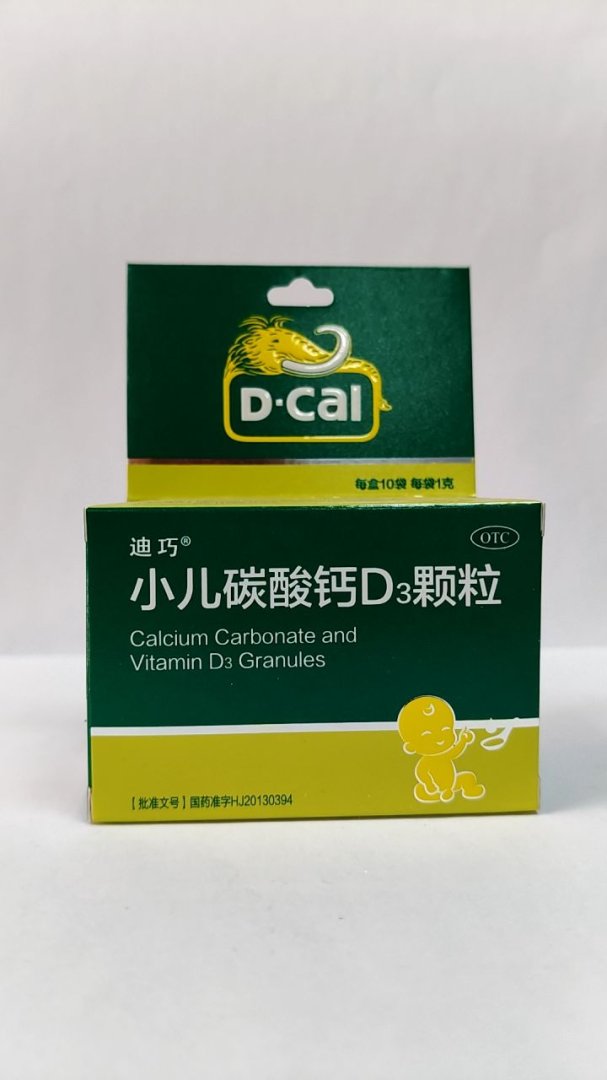 D·Cal
每盒10袋 每袋1克
迪巧®
OTC
小儿碳酸钙D3颗粒
Calcium Carbonate and
Vitamin D3 Granules
【批准文号】国药准字HJ20130394